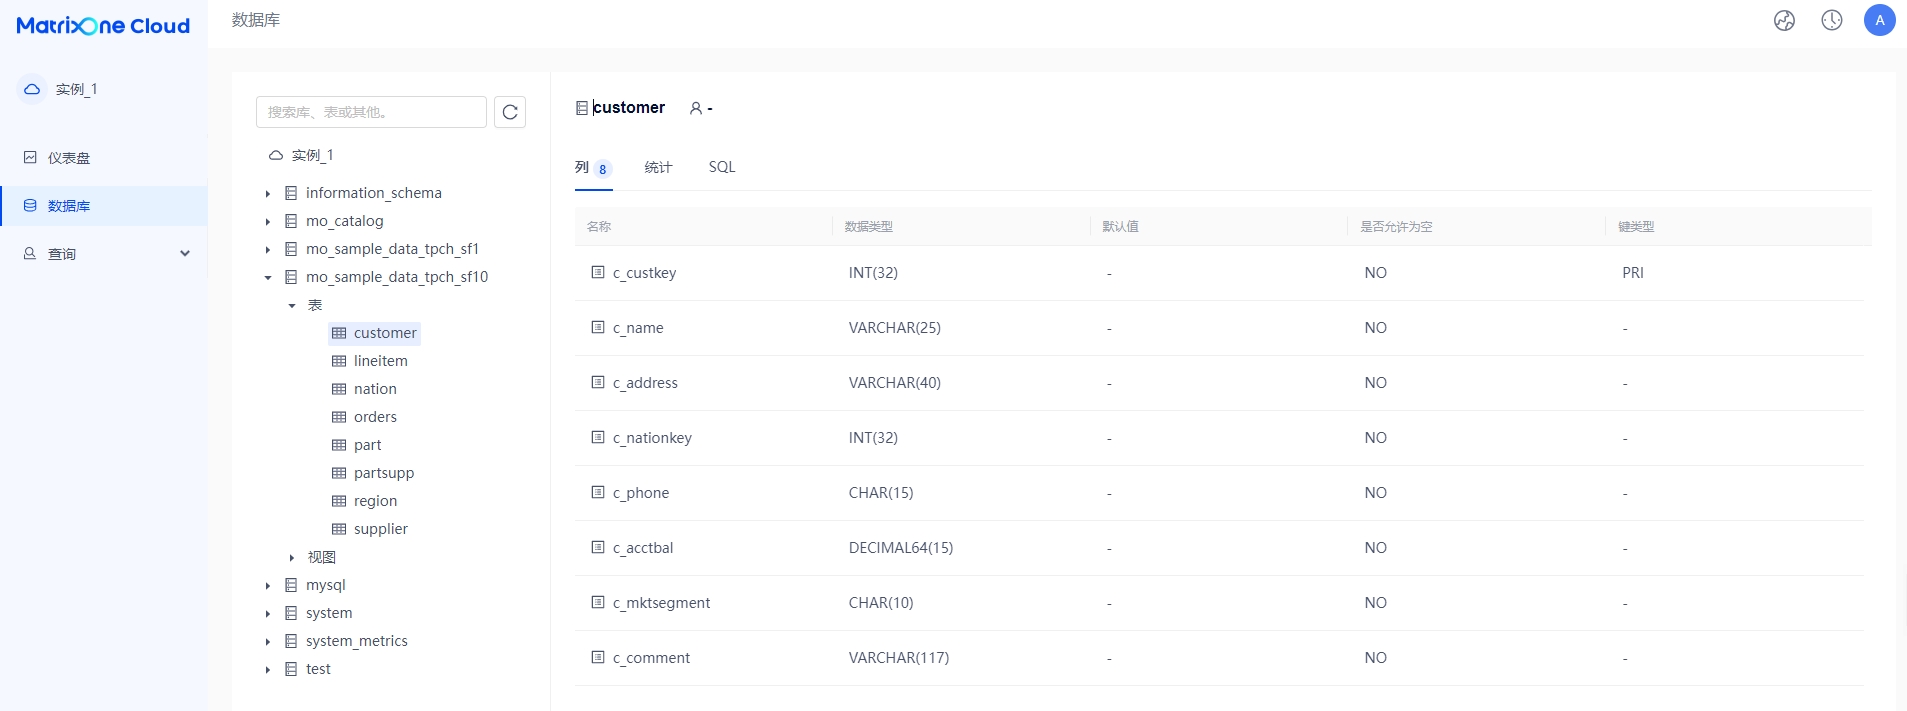 MatrixOne Cloud
数据库
A
实例_1
仪表盘
数据库
查询
搜索库、表或其他。
实例_1
information_schema
mo_catalog
mo_sample_data_tpch_sf1
mo_sample_data_tpch_sf10
表
customer
lineitem
nation
orders
part
partsupp
region
supplier
视图
mysql
system
system_metrics
test
customer -
列 8 统计 SQL
名称 数据类型 默认值 是否允许为空 键类型
c_custkey INT(32) - NO PRI
c_name VARCHAR(25) - NO -
c_address VARCHAR(40) - NO -
c_nationkey INT(32) - NO -
c_phone CHAR(15) - NO -
c_acctbal DECIMAL64(15) - NO -
c_mktsegment CHAR(10) - NO -
c_comment VARCHAR(117) - NO -